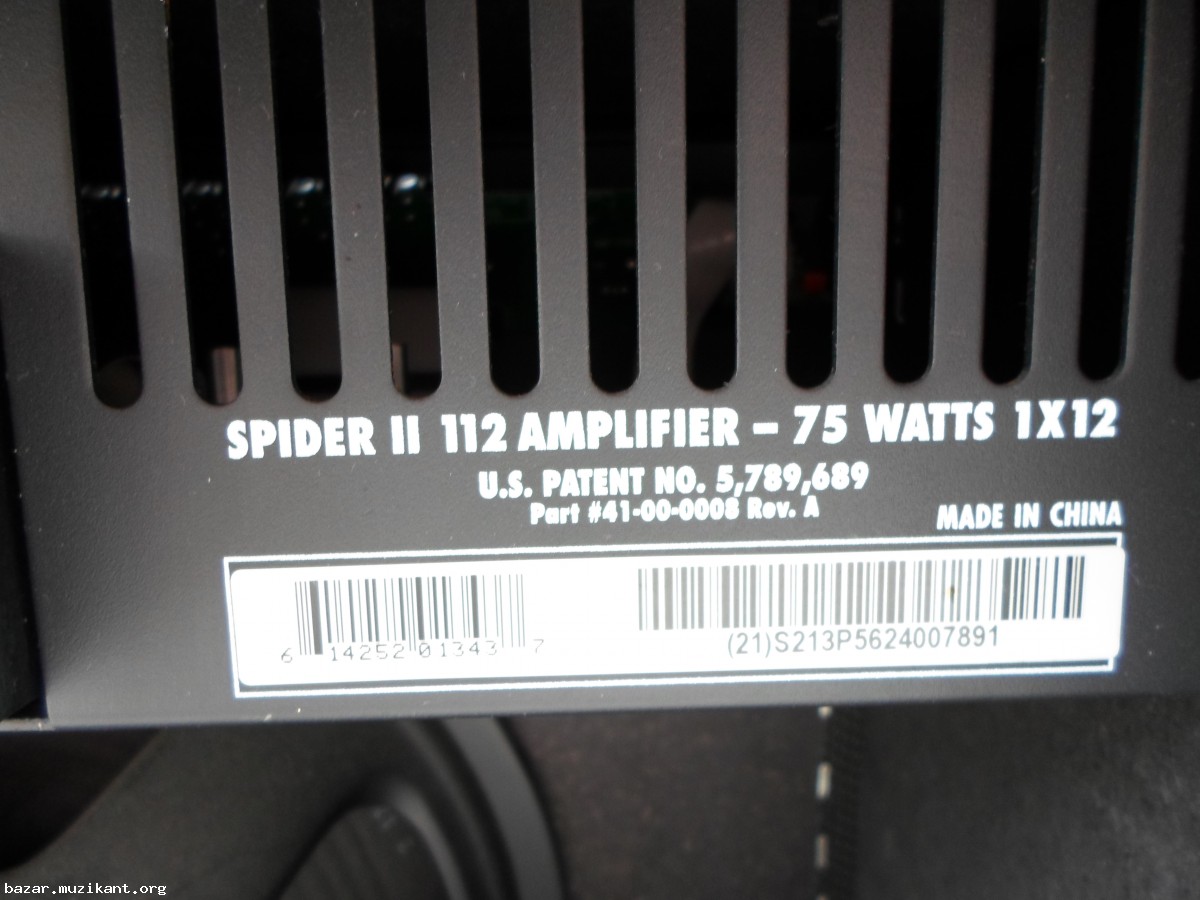 SPIDER II 112 AMPLIFIER – 75 WATTS 1X12
U.S. PATENT NO. 5,789,689
Part #41-00-0008 Rev. A
MADE IN CHINA
6 14252 01343 7
(21)S213P5624007891
bazar.muzikant.org